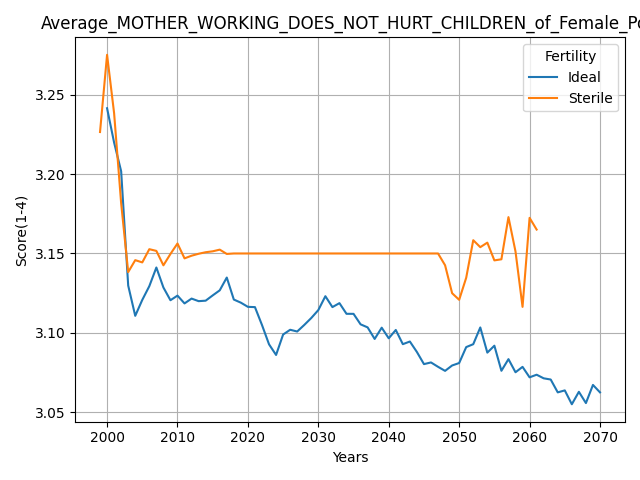 Average_MOTHER_WORKING_DOES_NOT_HURT_CHILDREN_of_Female_Po
Fertility
Ideal
Sterile
Score(1-4)
3.25
3.20
3.15
3.10
3.05
2000 2010 2020 2030 2040 2050 2060 2070
Years